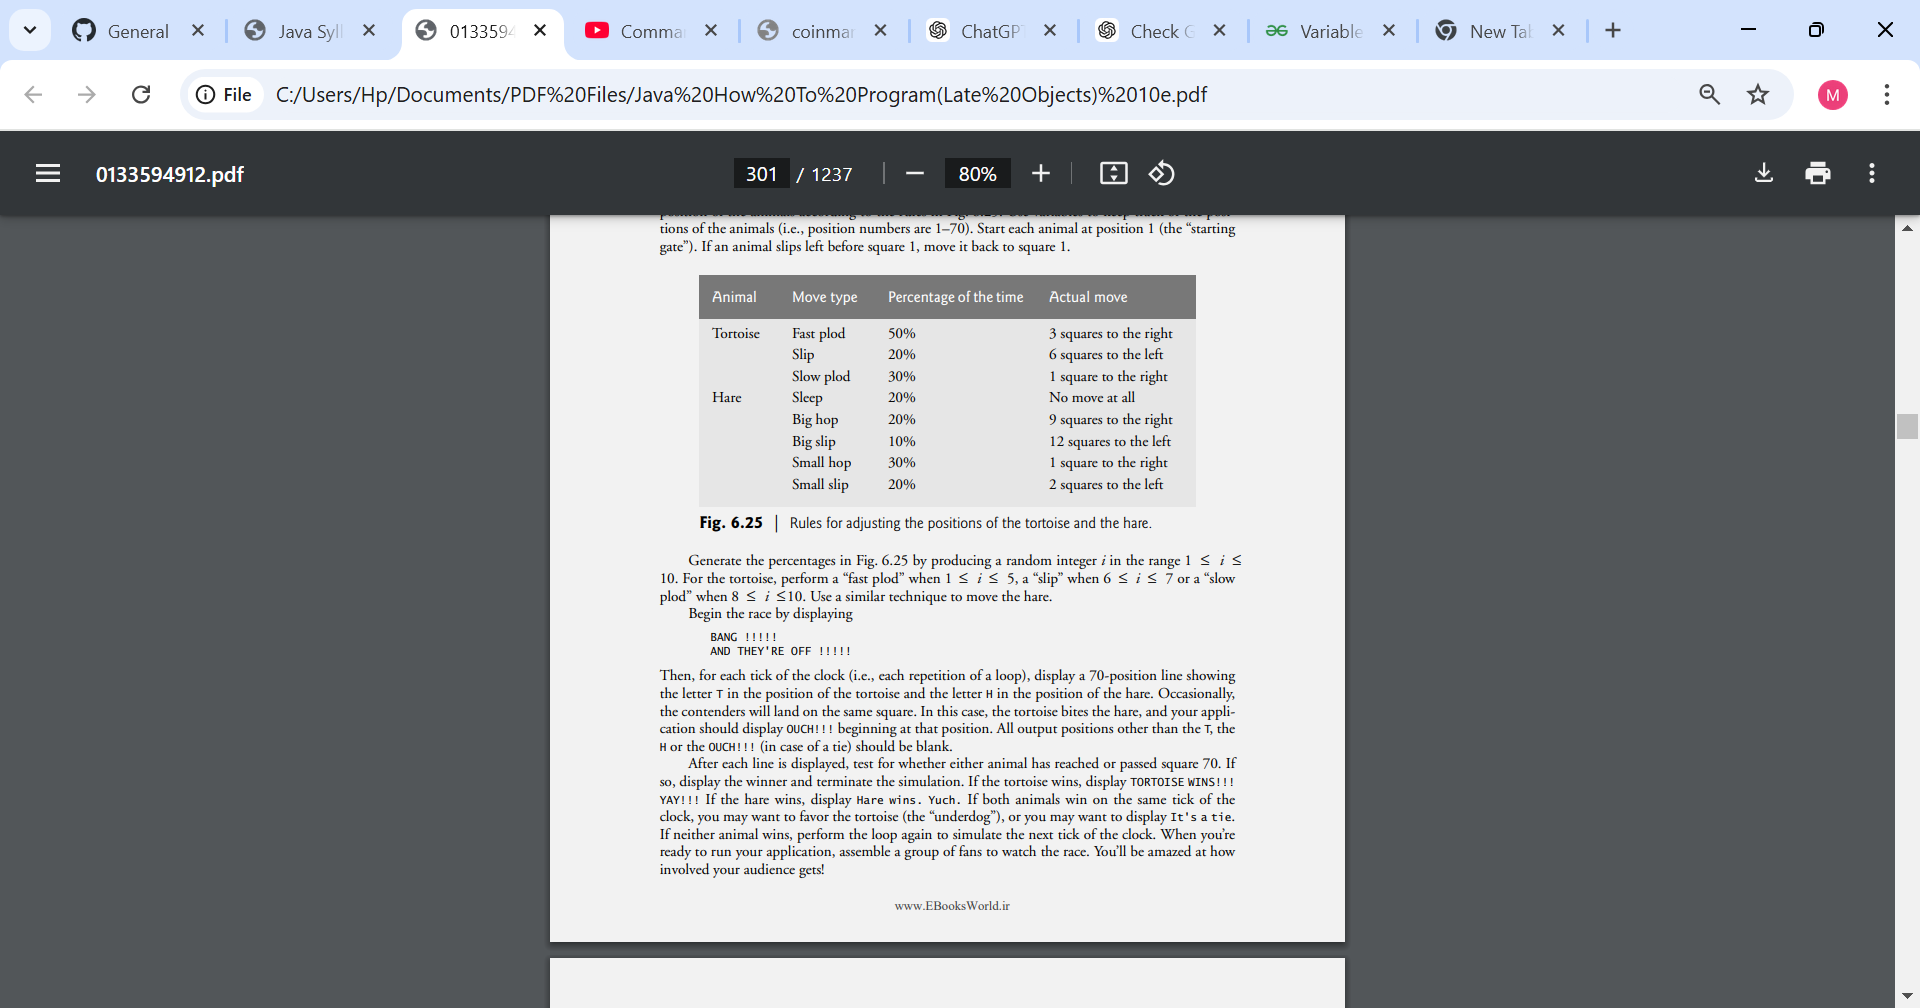 General
Java Syl
013359
Comma
coinmar
ChatGP
Check G
Variable
New Ta
File
C:/Users/Hp/Documents/PDF%20Files/Java%20How%20To%20Program(Late%20Objects)%2010e.pdf
M
0133594912.pdf
301 / 1237
80%
tions of the animals (i.e., position numbers are 1–70). Start each animal at position 1 (the “starting
gate”). If an animal slips left before square 1, move it back to square 1.
Animal Move type Percentage of the time Actual move
Tortoise Fast plod 50% 3 squares to the right
Slip 20% 6 squares to the left
Slow plod 30% 1 square to the right
Hare Sleep 20% No move at all
Big hop 20% 9 squares to the right
Big slip 10% 12 squares to the left
Small hop 30% 1 square to the right
Small slip 20% 2 squares to the left
Fig. 6.25 | Rules for adjusting the positions of the tortoise and the hare.
Generate the percentages in Fig. 6.25 by producing a random integer i in the range 1 ≤ i ≤
10. For the tortoise, perform a “fast plod” when 1 ≤ i ≤ 5, a “slip” when 6 ≤ i ≤ 7 or a “slow
plod” when 8 ≤ i ≤10. Use a similar technique to move the hare.
Begin the race by displaying
BANG !!!!!
AND THEY'RE OFF !!!!!
Then, for each tick of the clock (i.e., each repetition of a loop), display a 70-position line showing
the letter T in the position of the tortoise and the letter H in the position of the hare. Occasionally,
the contenders will land on the same square. In this case, the tortoise bites the hare, and your appli-
cation should display OUCH!!! beginning at that position. All output positions other than the T, the
H or the OUCH!!! (in case of a tie) should be blank.
After each line is displayed, test for whether either animal has reached or passed square 70. If
so, display the winner and terminate the simulation. If the tortoise wins, display TORTOISE WINS!!!
YAY!!! If the hare wins, display Hare wins. Yuch. If both animals win on the same tick of the
clock, you may want to favor the tortoise (the “underdog”), or you may want to display It's a tie.
If neither animal wins, perform the loop again to simulate the next tick of the clock. When you’re
ready to run your application, assemble a group of fans to watch the race. You’ll be amazed at how
involved your audience gets!
www.EBooksWorld.ir